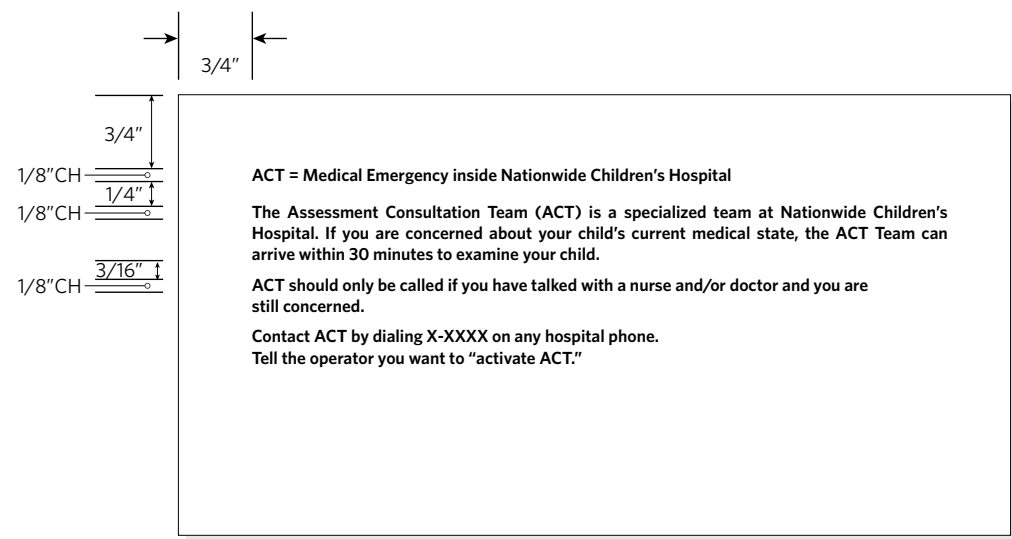 3/4"
3/4"
1/8"CH
1/4"
1/8"CH
3/16"
1/8"CH
ACT = Medical Emergency inside Nationwide Children’s Hospital
The Assessment Consultation Team (ACT) is a specialized team at Nationwide Children’s
Hospital. If you are concerned about your child’s current medical state, the ACT Team can
arrive within 30 minutes to examine your child.
ACT should only be called if you have talked with a nurse and/or doctor and you are
still concerned.
Contact ACT by dialing X-XXXX on any hospital phone.
Tell the operator you want to “activate ACT.”